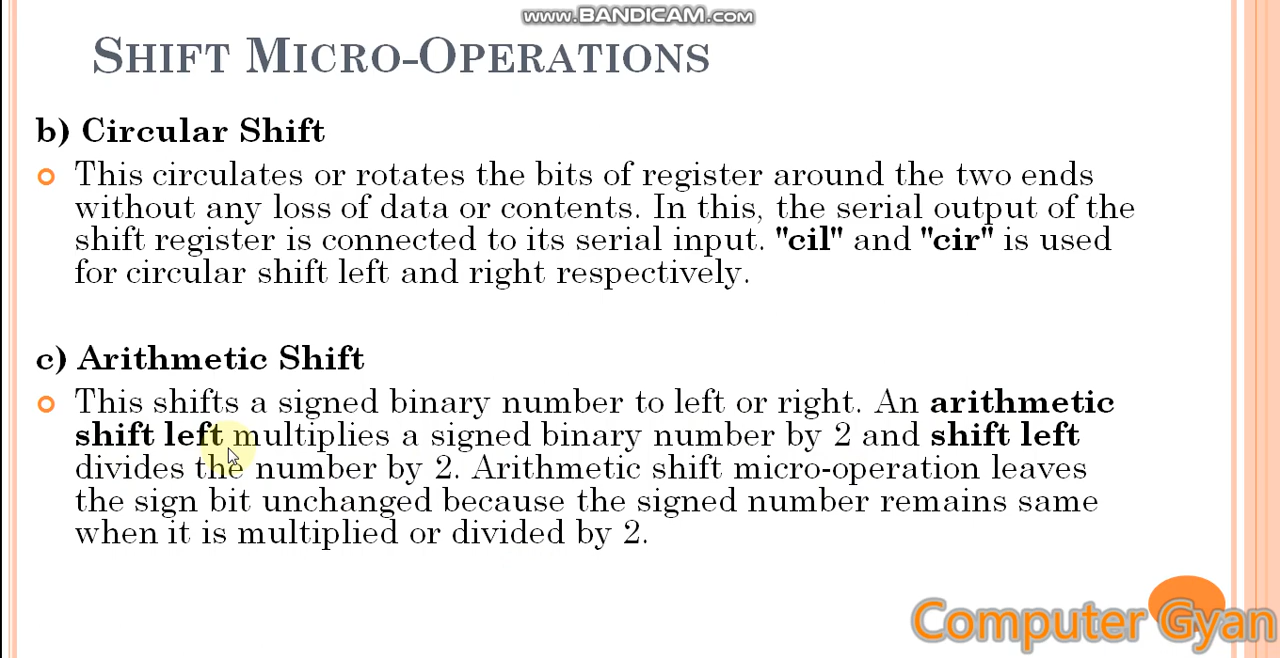 www.BANDICAM.com
SHIFT MICRO-OPERATIONS
b) Circular Shift
This circulates or rotates the bits of register around the two ends
without any loss of data or contents. In this, the serial output of the
shift register is connected to its serial input. "cil" and "cir" is used
for circular shift left and right respectively.
c) Arithmetic Shift
This shifts a signed binary number to left or right. An arithmetic
shift left multiplies a signed binary number by 2 and shift left
divides the number by 2. Arithmetic shift micro-operation leaves
the sign bit unchanged because the signed number remains same
when it is multiplied or divided by 2.
Computer Gyan